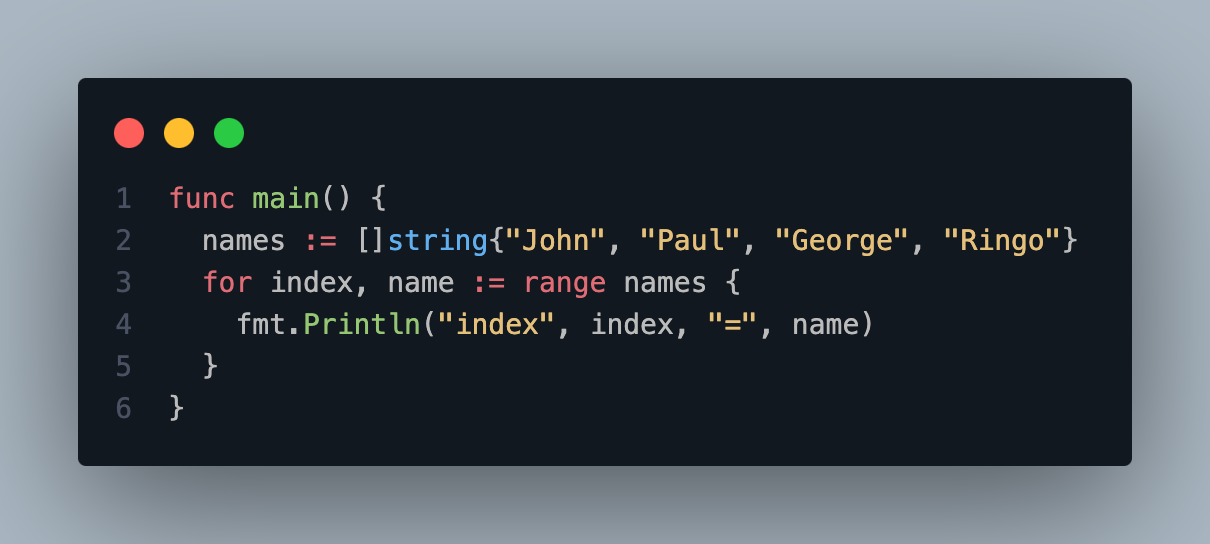 1 func main() {
2   names := []string{"John", "Paul", "George", "Ringo"}
3   for index, name := range names {
4     fmt.Println("index", index, "=", name)
5   }
6 }